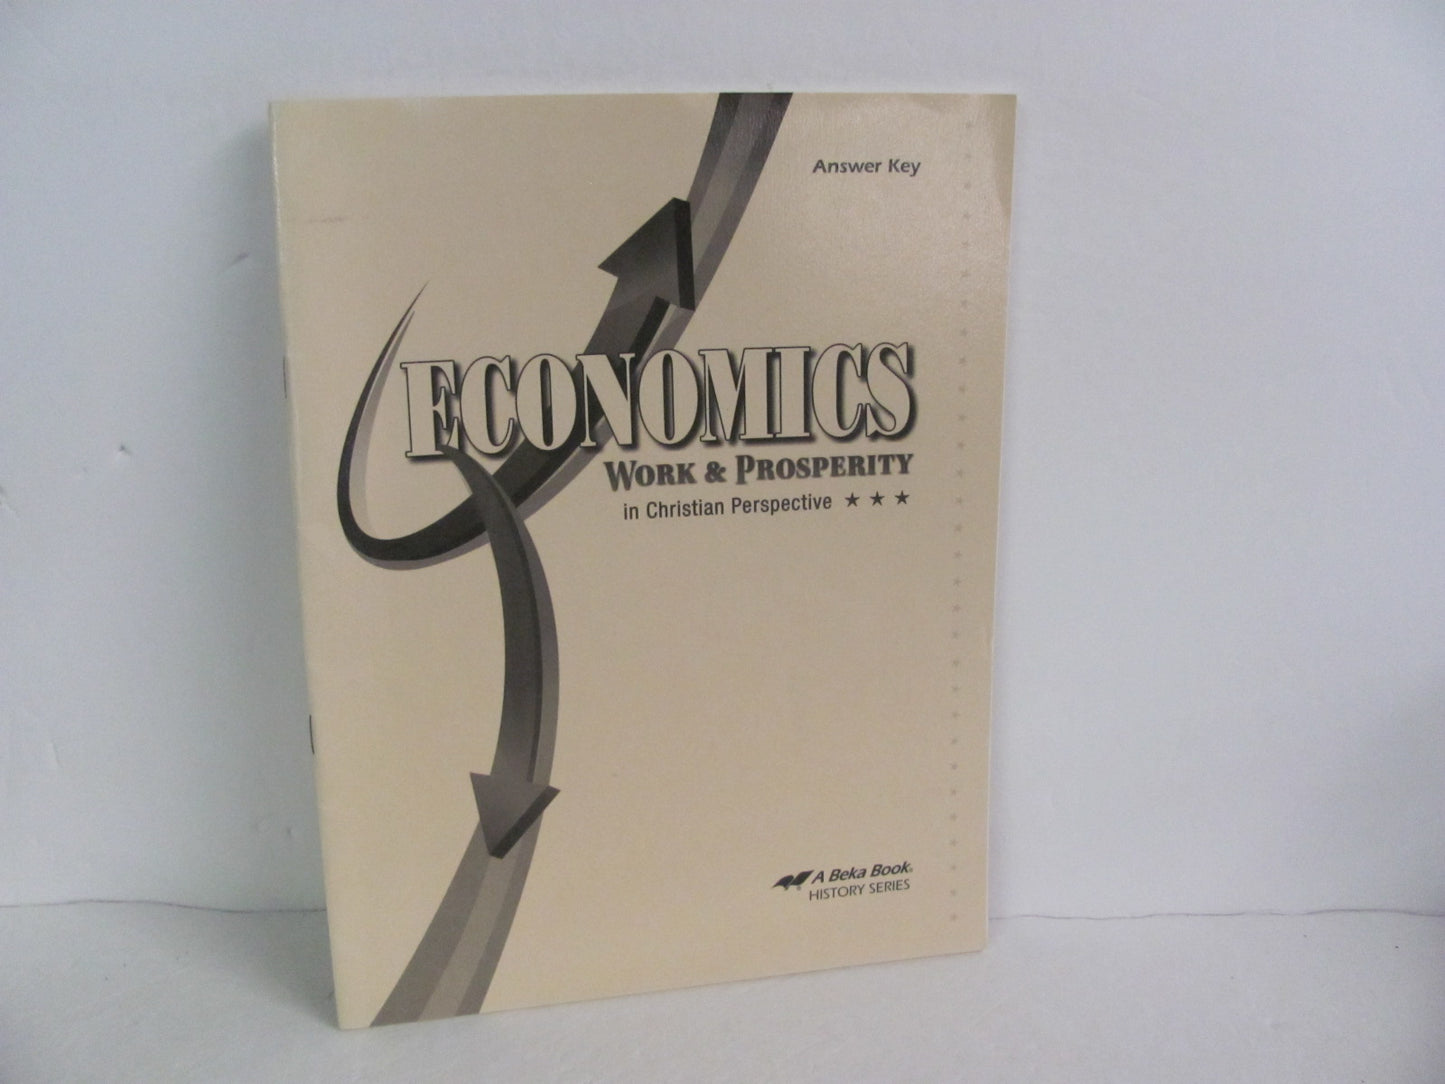 Answer Key
ECONOMICS
WORK & PROSPERITY
in Christian Perspective ★ ★ ★
A Beka Book®
HISTORY SERIES